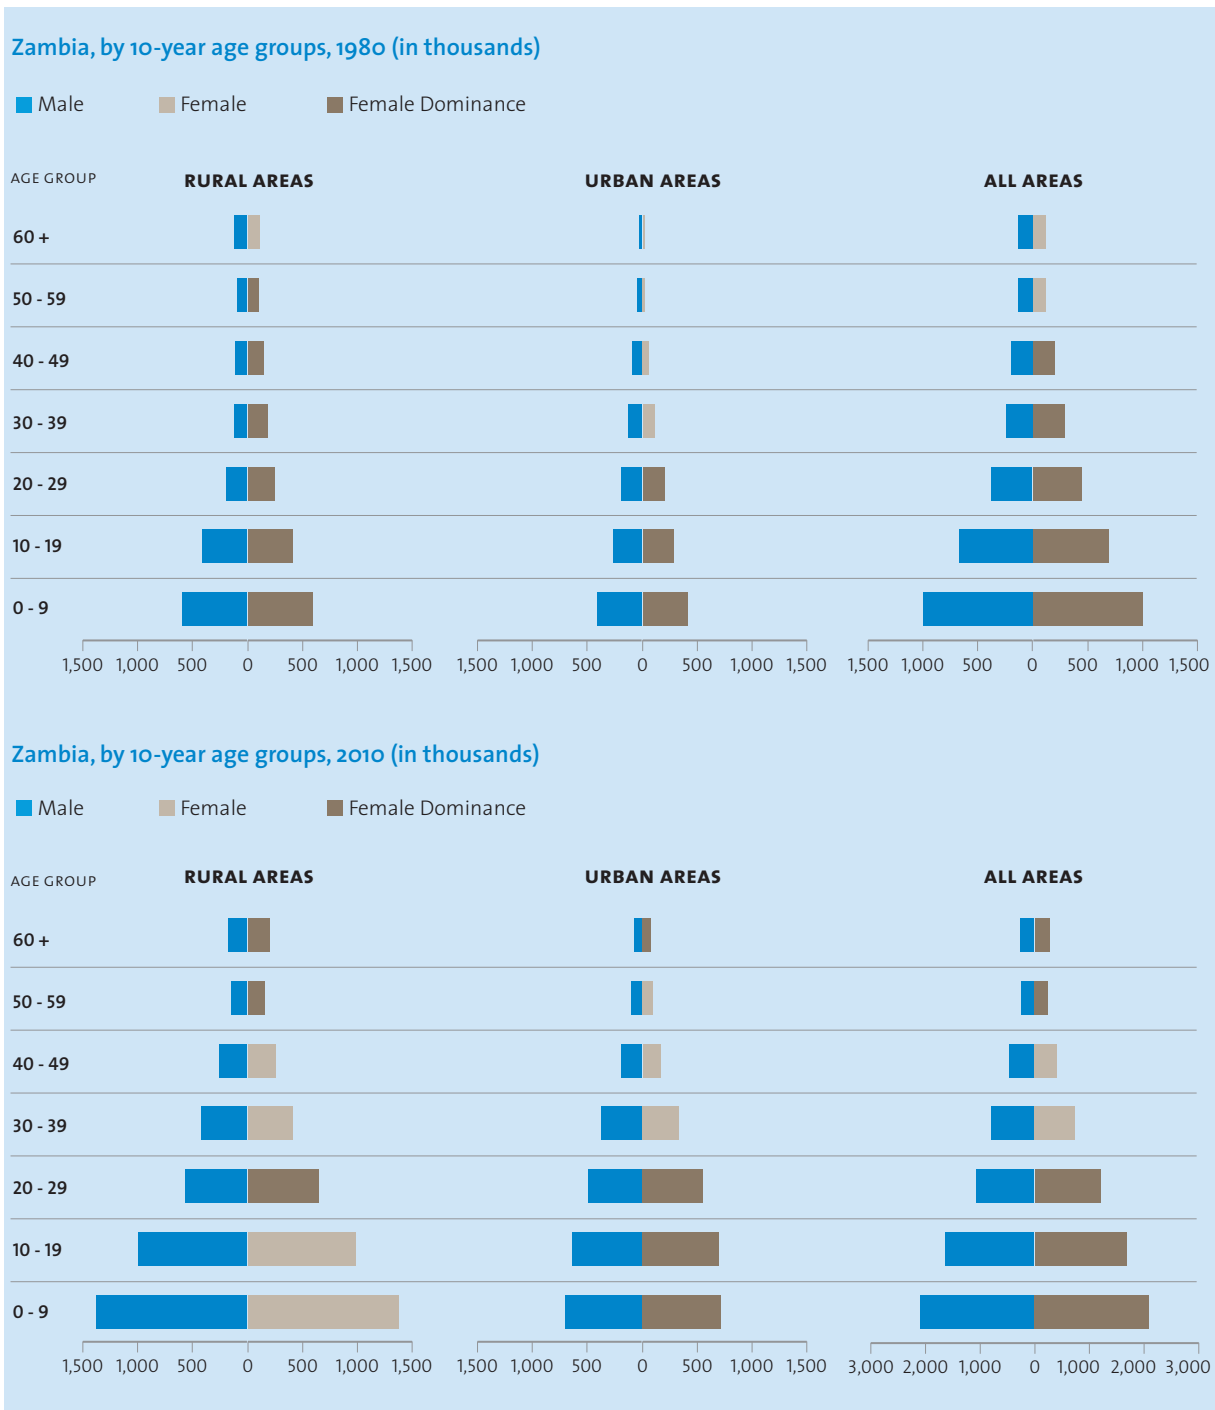 Zambia, by 10-year age groups, 1980 (in thousands)
Male Female Female Dominance
AGE GROUP RURAL AREAS URBAN AREAS ALL AREAS
60 +
50 - 59
40 - 49
30 - 39
20 - 29
10 - 19
0 - 9
1,500 1,000 500 0 500 1,000 1,500 1,500 1,000 500 0 500 1,000 1,500 1,500 1,000 500 0 500 1,000 1,500
Zambia, by 10-year age groups, 2010 (in thousands)
Male Female Female Dominance
AGE GROUP RURAL AREAS URBAN AREAS ALL AREAS
60 +
50 - 59
40 - 49
30 - 39
20 - 29
10 - 19
0 - 9
1,500 1,000 500 0 500 1,000 1,500 1,500 1,000 500 0 500 1,000 1,500 3,000 2,000 1,000 0 1,000 2,000 3,000